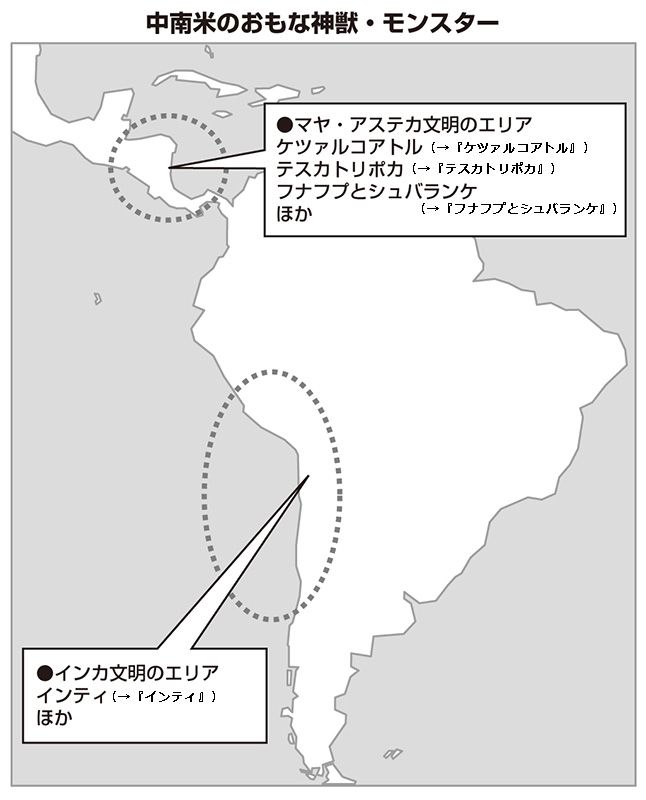 中南米のおもな神獣・モンスター
●マヤ・アステカ文明のエリア
ケツァルコアトル（→『ケツァルコアトル』）
テスカトリポカ（→『テスカトリポカ』）
フナフプとシュバランケ
（→『フナフプとシュバランケ』）
ほか
●インカ文明のエリア
インティ（→『インティ』）
ほか